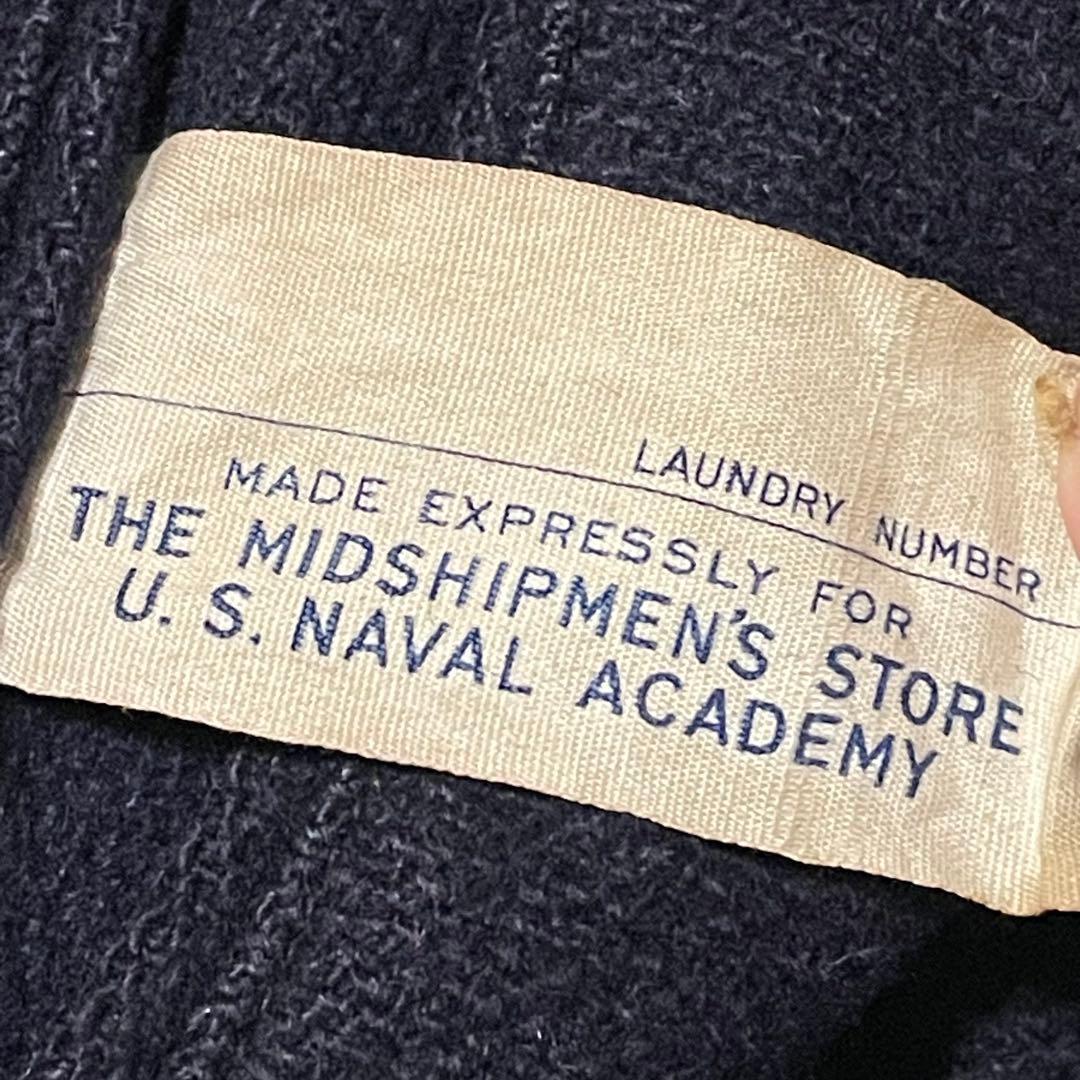 LAUNDRY NUMBER
MADE EXPRESSLY FOR
THE MIDSHIPMEN'S STORE
U. S. NAVAL ACADEMY